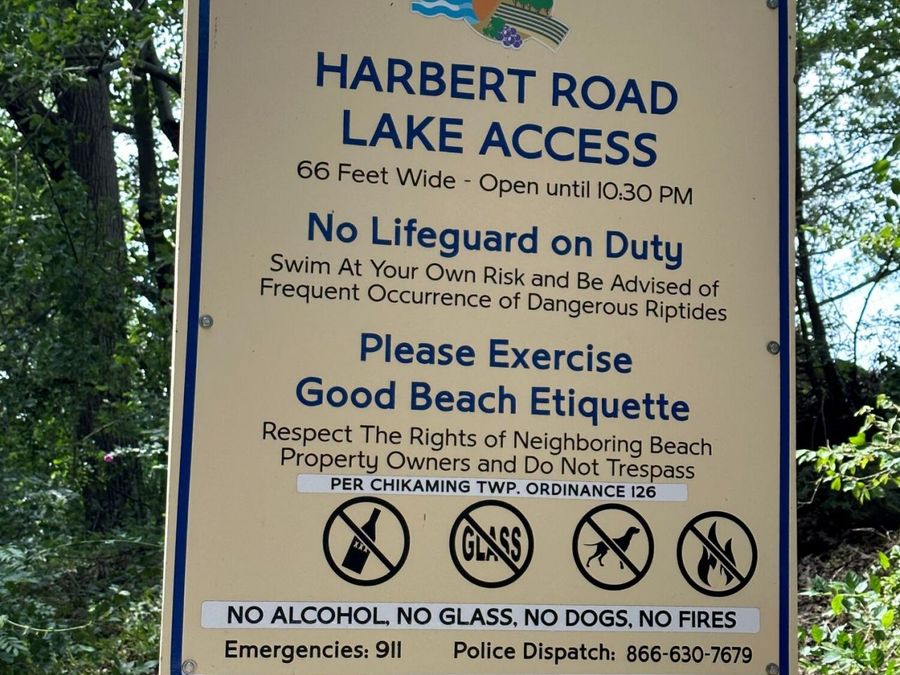 HARBERT ROAD
LAKE ACCESS
66 Feet Wide - Open until 10:30 PM
No Lifeguard on Duty
Swim At Your Own Risk and Be Advised of
Frequent Occurrence of Dangerous Riptides
Please Exercise
Good Beach Etiquette
Respect The Rights of Neighboring Beach
Property Owners and Do Not Trespass
PER CHIKAMING TWP. ORDINANCE 126
XXX GLASS
NO ALCOHOL, NO GLASS, NO DOGS, NO FIRES
Emergencies: 911 Police Dispatch: 866-630-7679